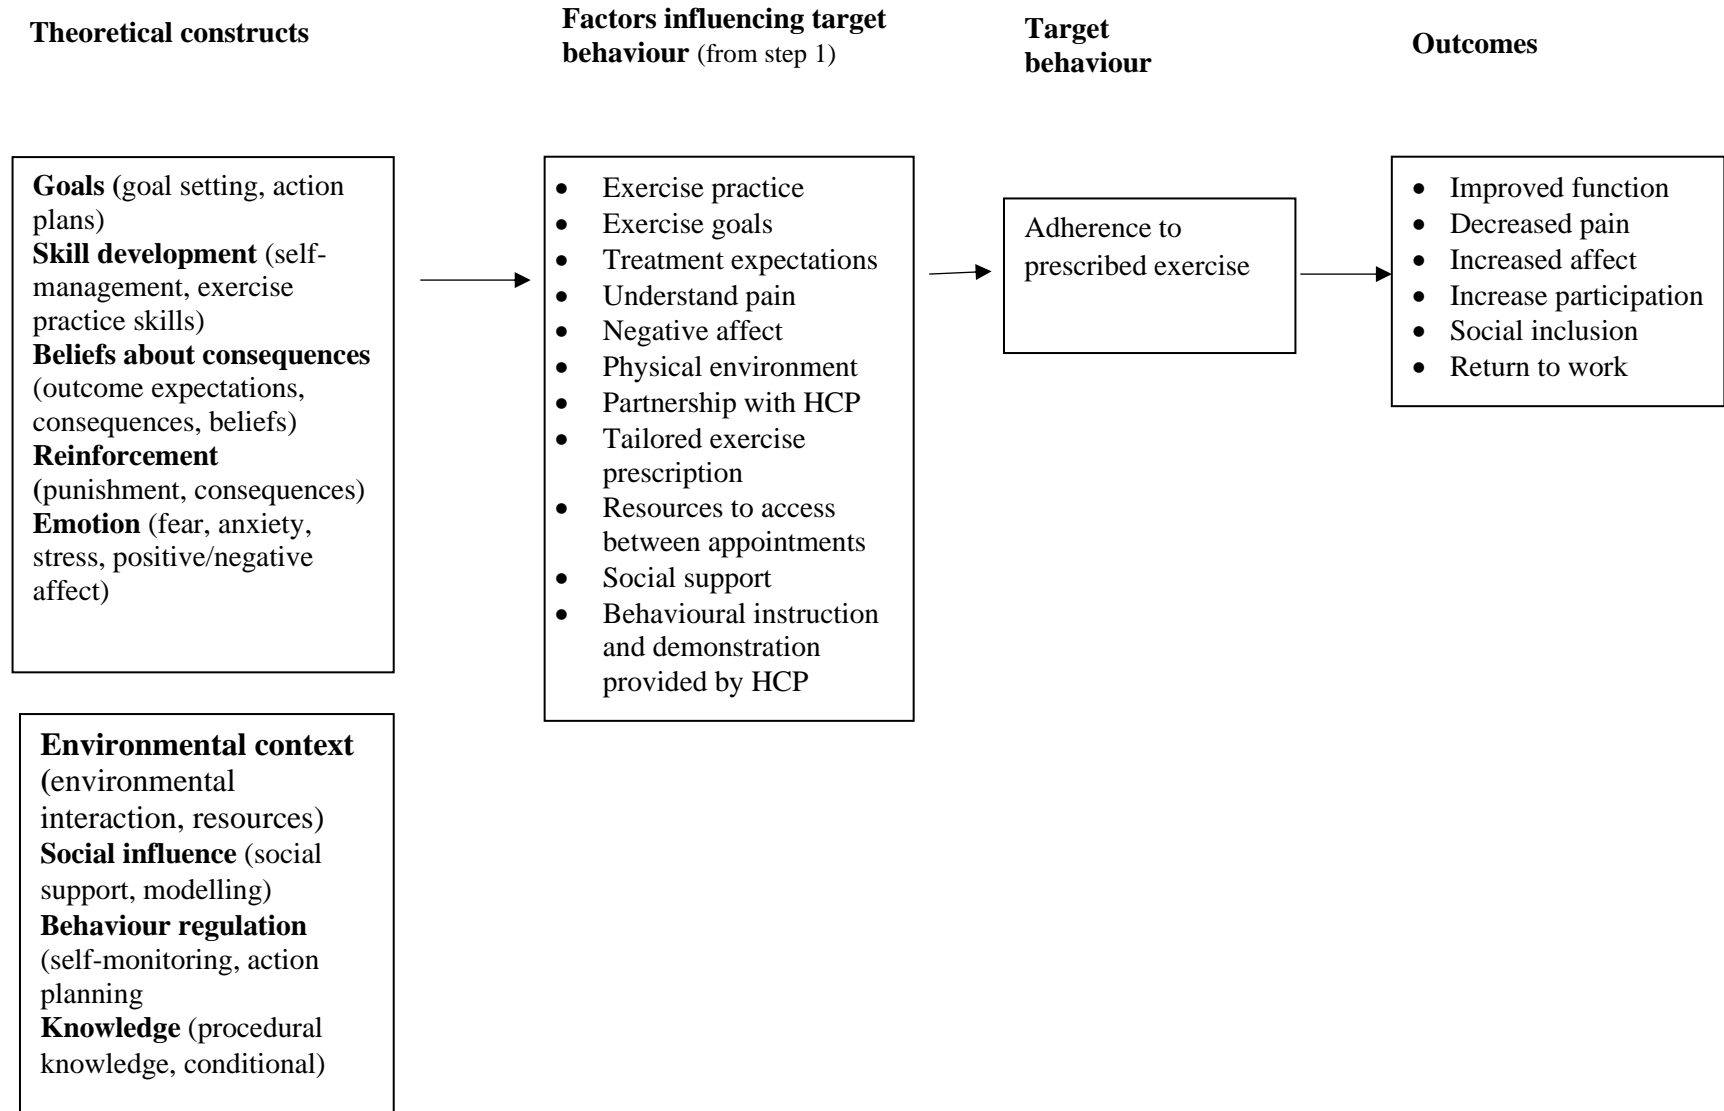 Theoretical constructs
Factors influencing target
behaviour (from step 1)
Target
behaviour
Outcomes
Goals (goal setting, action
plans)
Skill development (self-
management, exercise
practice skills)
Beliefs about consequences
(outcome expectations,
consequences, beliefs)
Reinforcement
(punishment, consequences)
Emotion (fear, anxiety,
stress, positive/negative
affect)
Environmental context
(environmental
interaction, resources)
Social influence (social
support, modelling)
Behaviour regulation
(self-monitoring, action
planning
Knowledge (procedural
knowledge, conditional)
• Exercise practice
• Exercise goals
• Treatment expectations
• Understand pain
• Negative affect
• Physical environment
• Partnership with HCP
• Tailored exercise
prescription
• Resources to access
between appointments
• Social support
• Behavioural instruction
and demonstration
provided by HCP
Adherence to
prescribed exercise
• Improved function
• Decreased pain
• Increased affect
• Increase participation
• Social inclusion
• Return to work